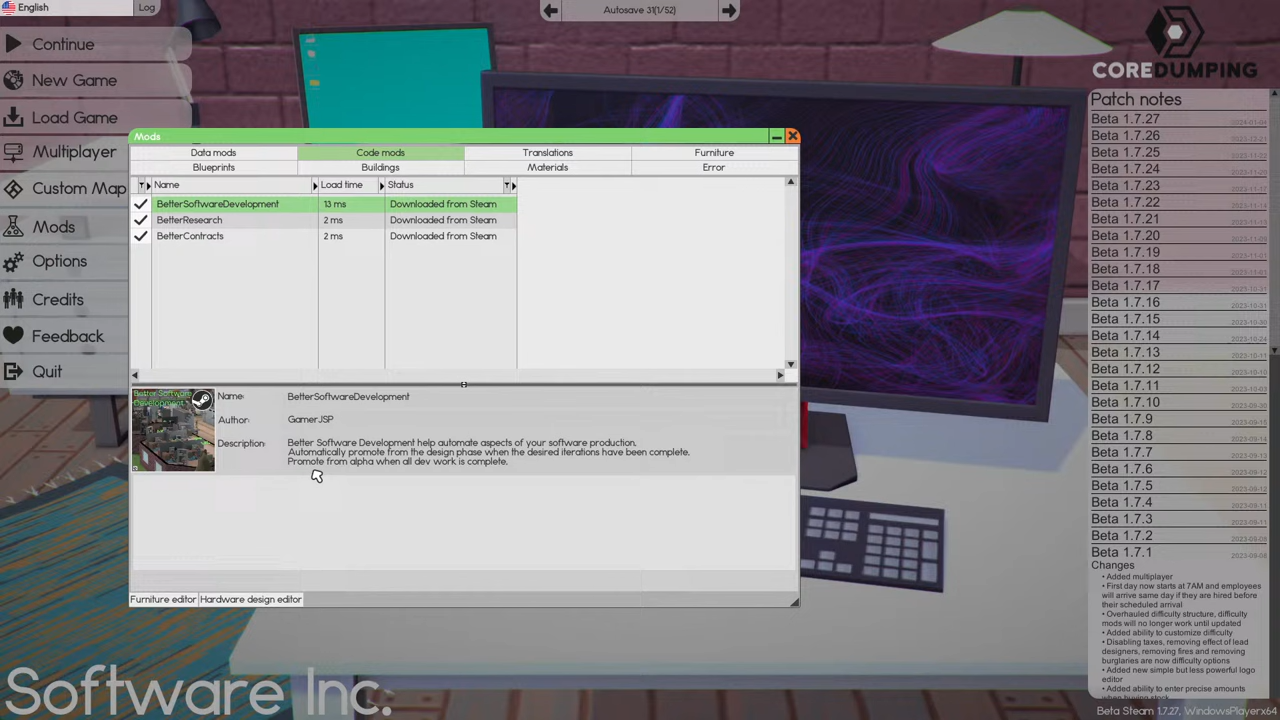 English
Log
Autosave 31(1/52)
Continue
New Game
Load Game
Multiplayer
Custom Map
Mods
Options
Credits
Feedback
Quit
COREDUMPING
Mods
Data mods
Code mods
Translations
Furniture
Blueprints
Buildings
Materials
Error
Name
Load time
Status
BetterSoftwareDevelopment
13 ms
Downloaded from Steam
BetterResearch
2 ms
Downloaded from Steam
BetterContracts
2 ms
Downloaded from Steam
Better Software
Development
Name:
BetterSoftwareDevelopment
Author:
GamerJSP
Description:
Better Software Development help automate aspects of your software production.
Automatically promote from the design phase when the desired iterations have been complete.
Promote from alpha when all dev work is complete.
Furniture editor
Hardware design editor
Patch notes
Beta 1.7.27
Beta 1.7.26
Beta 1.7.25
Beta 1.7.24
Beta 1.7.23
Beta 1.7.22
Beta 1.7.21
Beta 1.7.20
Beta 1.7.19
Beta 1.7.18
Beta 1.7.17
Beta 1.7.16
Beta 1.7.15
Beta 1.7.14
Beta 1.7.13
Beta 1.7.12
Beta 1.7.11
Beta 1.7.10
Beta 1.7.9
Beta 1.7.8
Beta 1.7.7
Beta 1.7.6
Beta 1.7.5
Beta 1.7.4
Beta 1.7.3
Beta 1.7.2
Beta 1.7.1
Changes
• Added multiplayer
• First day now starts at 7AM and employees
will arrive same day if they are hired before
their scheduled arrival
• Overhauled difficulty structure, difficulty
mods will no longer work until updated
• Added ability to customize difficulty
• Disabling taxes, removing effect of lead
designers, removing fires and removing
burglaries are now difficulty options
• Added new simple but less powerful logo
editor
• Added ability to enter precise amounts
when buying stock
Software Inc.
Beta Steam 1.7.27, WindowsPlayerx64